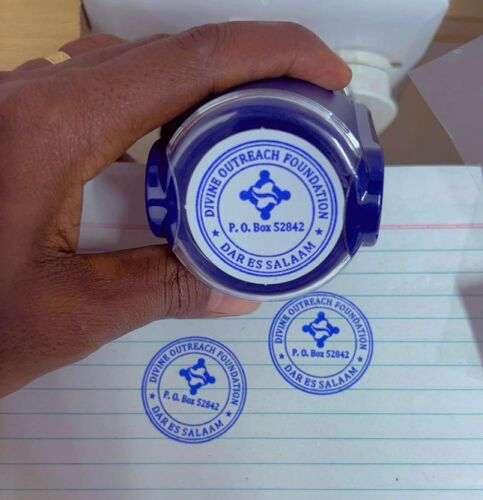 DIVINE OUTREACH FOUNDATION
P. O. Box 52842
★ DAR ES SALAAM ★
DIVINE OUTREACH FOUNDATION
P. O. Box 52842
★ DAR ES SALAAM ★
DIVINE OUTREACH FOUNDATION
P. O. Box 52842
★ DAR ES SALAAM ★